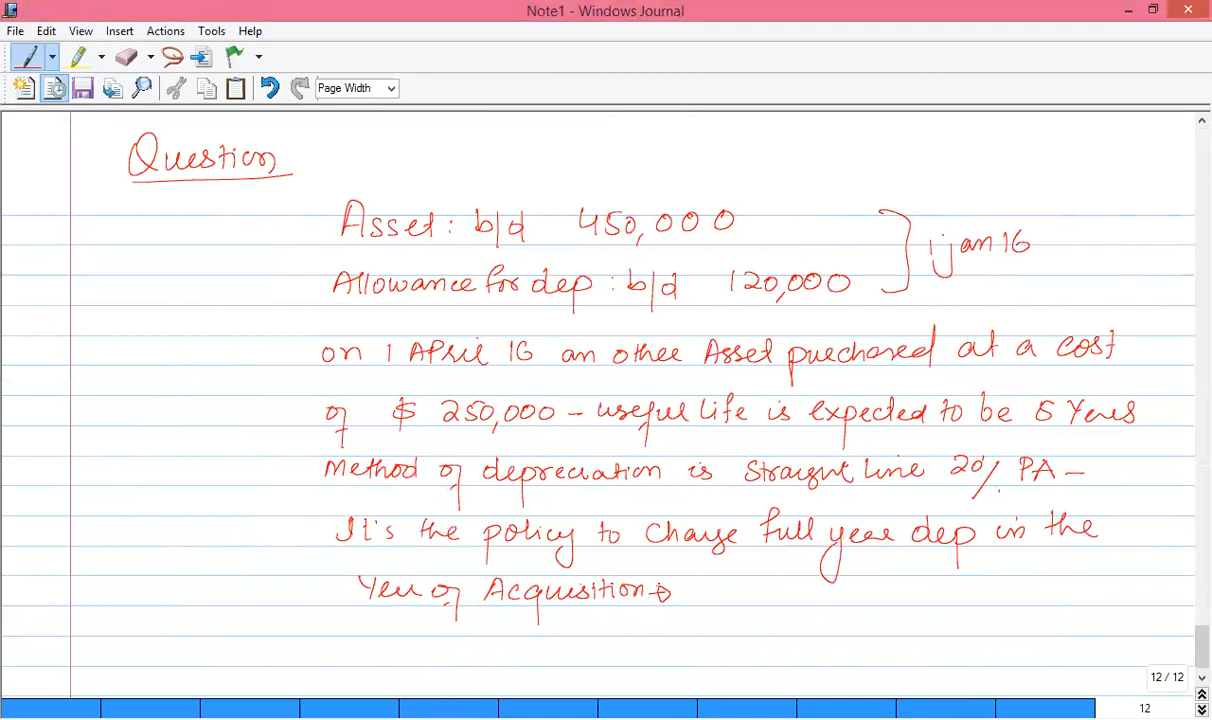 Note1 - Windows Journal
File Edit View Insert Actions Tools Help
Page Width
Question
Asset: b/d 450,000
Allowance for dep : b/d 120,000
1 jan 16
on 1 April 16 an other Asset purchased at a cost
of $ 250,000 - useful life is expected to be 5 Years
Method of depreciation is Straight line 20% PA -
It's the policy to charge full year dep in the
Year of Acquisition
12 / 12
12